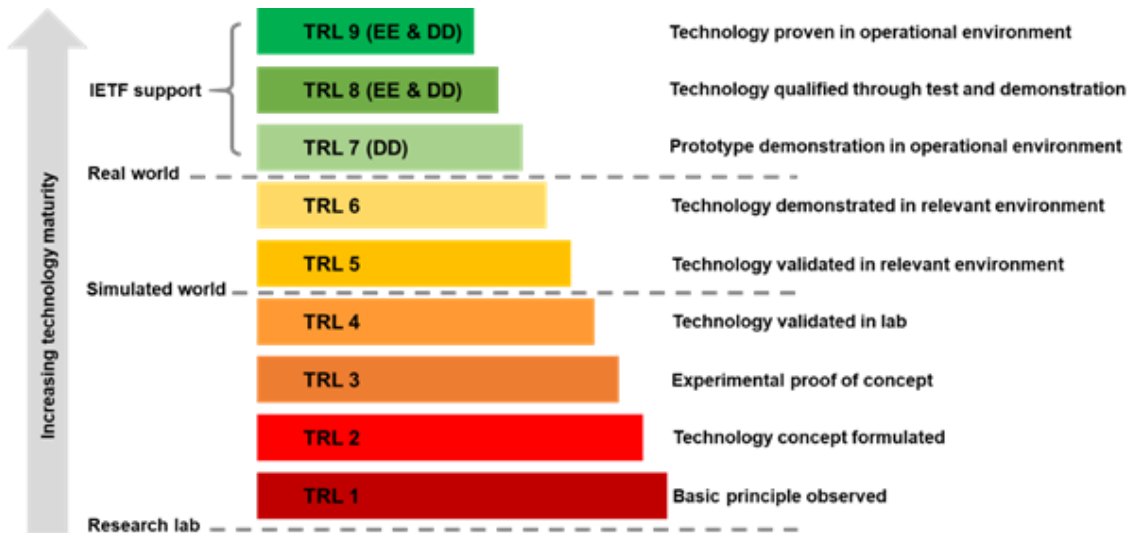 TRL 9 (EE & DD) Technology proven in operational environment
IETF support TRL 8 (EE & DD) Technology qualified through test and demonstration
TRL 7 (DD) Prototype demonstration in operational environment
Real world
TRL 6 Technology demonstrated in relevant environment
TRL 5 Technology validated in relevant environment
Simulated world
TRL 4 Technology validated in lab
TRL 3 Experimental proof of concept
TRL 2 Technology concept formulated
TRL 1 Basic principle observed
Research lab
Increasing technology maturity